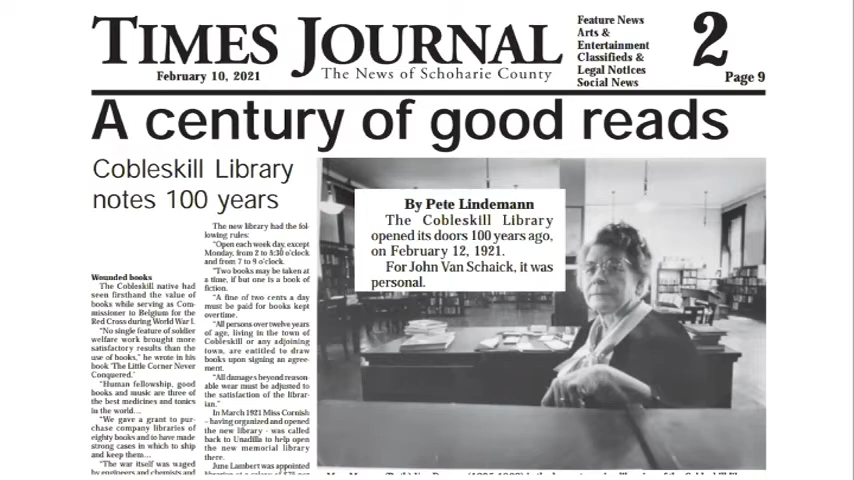 TIMES JOURNAL
February 10, 2021
The News of Schoharie County
Feature News
Arts &
Entertainment
Classifieds &
Legal Notices
Social News
2
Page 9
A century of good reads
Cobleskill Library
notes 100 years
By Pete Lindemann
The Cobleskill Library
opened its doors 100 years ago,
on February 12, 1921.
For John Van Schaick, it was
personal.
Wounded books
The Cobleskill native had
seen firsthand the value of
books while serving as Com-
missioner to Belgium for the
Red Cross during World War I.
"No single feature of soldier
welfare work brought more
satisfactory results than the
use of books," he wrote in his
book 'The Little Corner Never
Conquered.'
"Human fellowship, good
books and music are three of
the best medicines and tonics
in the world...
"We gave a grant to pur-
chase company libraries of
eighty books and to have made
strong cases in which to ship
and keep them...
"The war itself was waged
by engineers and chemists and
The new library had the fol-
lowing rules:
"Open each week day, except
Monday, from 2 to 5:30 o'clock
and from 7 to 9 o'clock.
"Two books may be taken at
a time, if but one is a book of
fiction.
"A fine of two cents a day
must be paid for books kept
overtime.
"All persons over twelve years
of age, living in the town of
Cobleskill or any adjoining
town, are entitled to draw
books upon signing an agree-
ment.
"All damages beyond reason-
able wear must be adjusted to
the satisfaction of the librar-
ian."
In March 1921 Miss Cornish
- having organized and opened
the new library - was called
back to Unadilla to help open
the new memorial library
there.
June Lambert was appointed